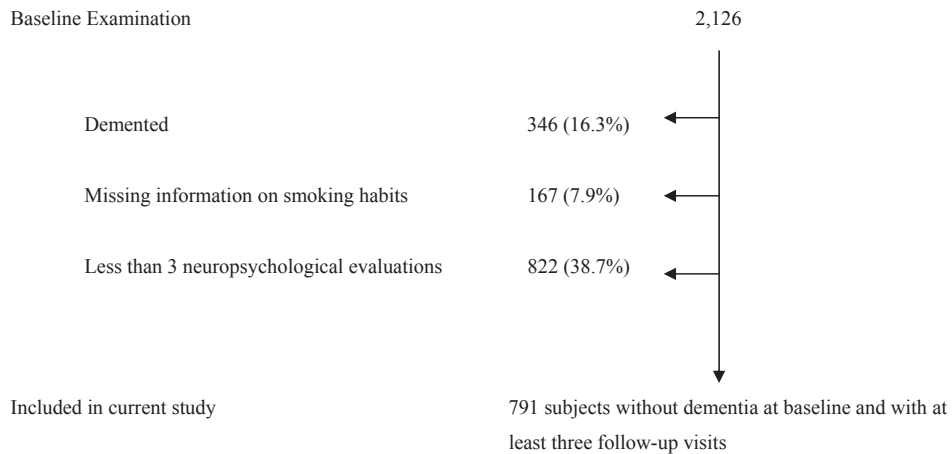 Baseline Examination 2,126
Demented 346 (16.3%)
Missing information on smoking habits 167 (7.9%)
Less than 3 neuropsychological evaluations 822 (38.7%)
Included in current study 791 subjects without dementia at baseline and with at
least three follow-up visits